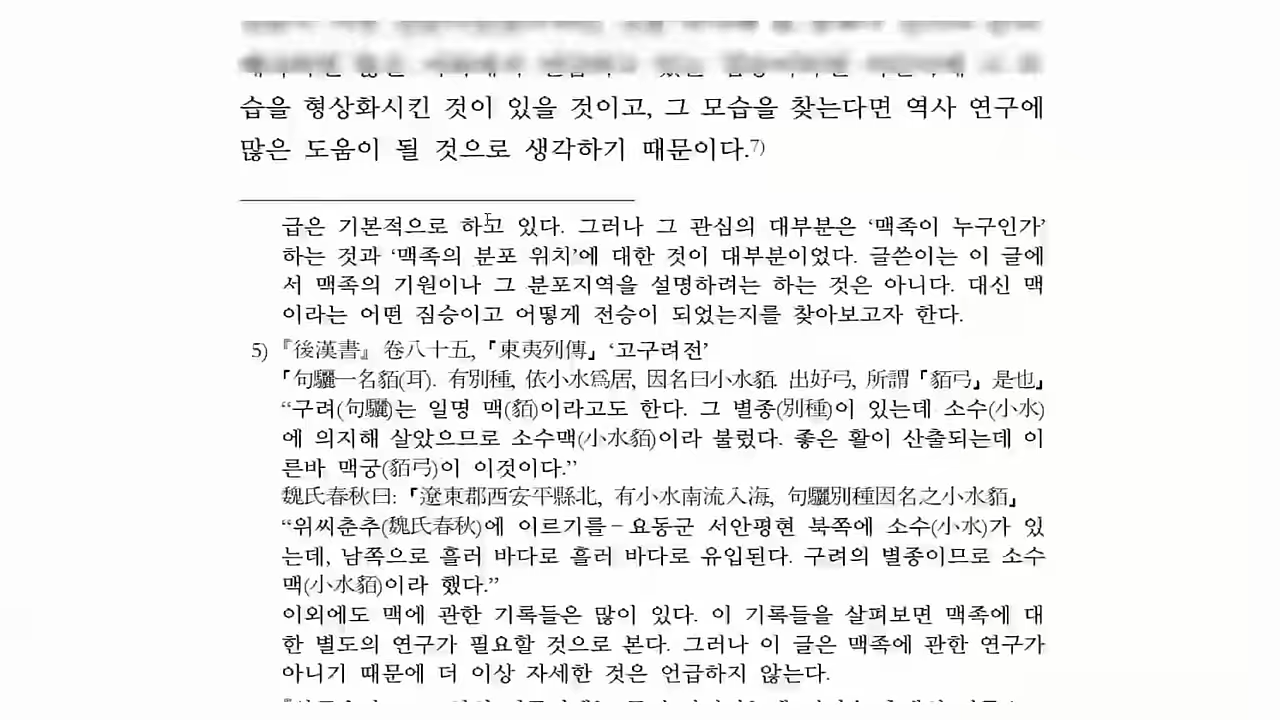 습을 형상화시킨 것이 있을 것이고, 그 모습을 찾는다면 역사 연구에
많은 도움이 될 것으로 생각하기 때문이다.7)
급은 기본적으로 하고 있다. 그러나 그 관심의 대부분은 ‘맥족이 누구인가’
하는 것과 ‘맥족의 분포 위치’에 대한 것이 대부분이었다. 글쓴이는 이 글에
서 맥족의 기원이나 그 분포지역을 설명하려는 하는 것은 아니다. 대신 맥
이라는 어떤 짐승이고 어떻게 전승이 되었는지를 찾아보고자 한다.
5) 『後漢書』 卷八十五, 「東夷列傳」 ‘고구려전’
「句驪一名貊(耳). 有別種, 依小水爲居, 因名曰小水貊. 出好弓, 所謂「貊弓」是也」
“구려(句驪)는 일명 맥(貊)이라고도 한다. 그 별종(別種)이 있는데 소수(小水)
에 의지해 살았으므로 소수맥(小水貊)이라 불렀다. 좋은 활이 산출되는데 이
른바 맥궁(貊弓)이 이것이다.”
魏氏春秋曰: 「遼東郡西安平縣北, 有小水南流入海, 句驪別種因名之小水貊」
“위씨춘추(魏氏春秋)에 이르기를 - 요동군 서안평현 북쪽에 소수(小水)가 있
는데, 남쪽으로 흘러 바다로 흘러 바다로 유입된다. 구려의 별종이므로 소수
맥(小水貊)이라 했다.”
이외에도 맥에 관한 기록들은 많이 있다. 이 기록들을 살펴보면 맥족에 대
한 별도의 연구가 필요할 것으로 본다. 그러나 이 글은 맥족에 관한 연구가
아니기 때문에 더 이상 자세한 것은 언급하지 않는다.